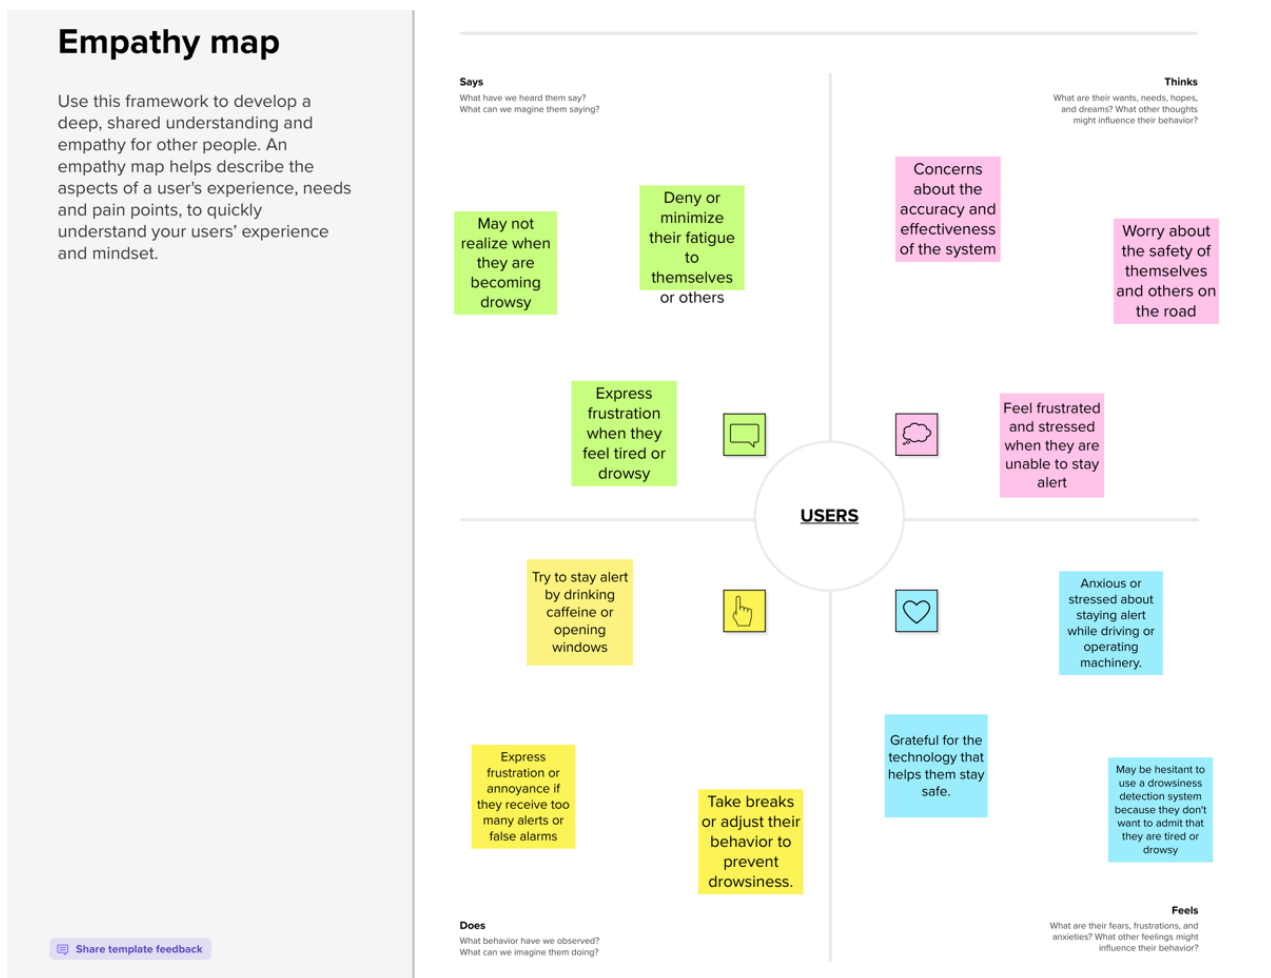 Empathy map
Use this framework to develop a
deep, shared understanding and
empathy for other people. An
empathy map helps describe the
aspects of a user's experience, needs
and pain points, to quickly
understand your users’ experience
and mindset.
Share template feedback
Says
What have we heard them say?
What can we magine them saying?
May not
realize when
they are
becoming
drowsy
Deny or
minimize
their fatigue
to
themselves
or others
Express
frustration
when they
feel tired or
drowsy
Thinks
What are their wants, needs, hopes,
and dreams? What other thoughts
might influence their behavior?
Concerns
about the
accuracy and
effectiveness
of the system
Worry about
the safety of
themselves
and others on
the road
Feel frustrated
and stressed
when they are
unable to stay
alert
USERS
Try to stay alert
by drinking
caffeine or
opening
windows
Express
frustration or
annoyance if
they receive too
many alerts or
false alarms
Take breaks
or adjust their
behavior to
prevent
drowsiness.
Does
What behavior have we observed?
What can we imagine them doing?
Anxious or
stressed about
staying alert
while driving or
operating
machinery.
Grateful for the
technology that
helps them stay
safe.
May be hesitant to
use a drowsiness
detection system
because they don't
want to admit that
they are tired or
drowsy
Feels
What are their fears, frustrations, and
anxieties? What other feelings might
influence their behavior?